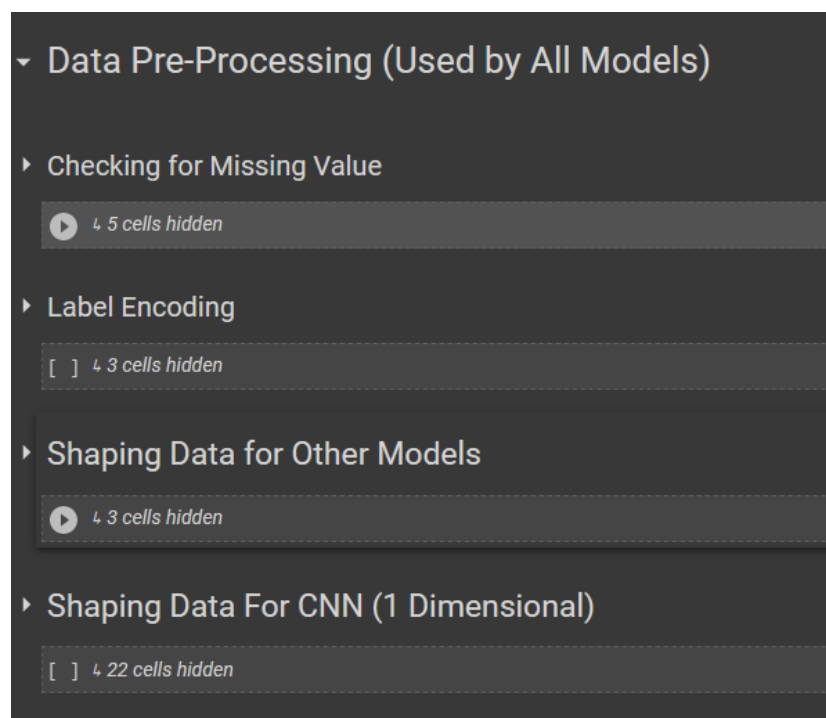 Data Pre-Processing (Used by All Models)
Checking for Missing Value
↳ 5 cells hidden
Label Encoding
[ ] ↳ 3 cells hidden
Shaping Data for Other Models
↳ 3 cells hidden
Shaping Data For CNN (1 Dimensional)
[ ] ↳ 22 cells hidden